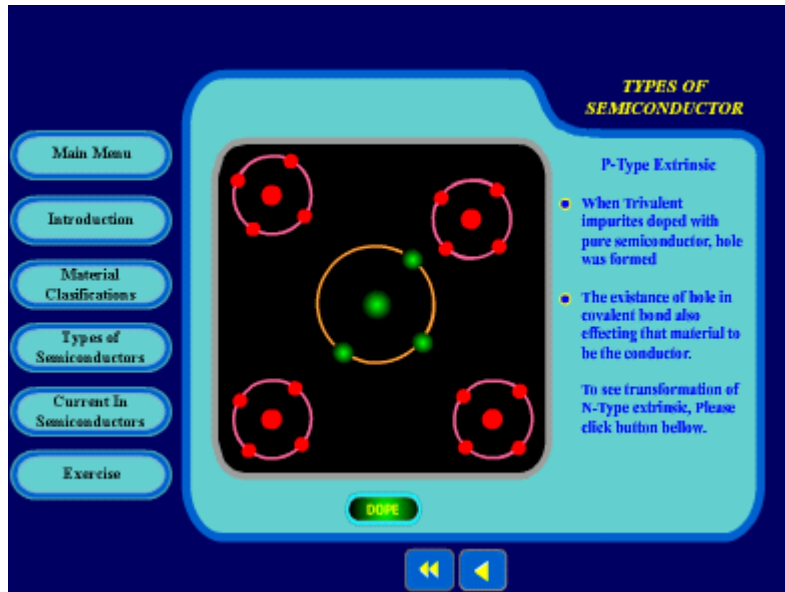 TYPES OF
SEMICONDUCTOR
Main Menu
Introduction
Material
Clasifications
Types of
Semiconductors
Current In
Semiconductors
Exercise
P-Type Extrinsic
When Trivalent
impurites doped with
pure semiconductor, hole
was formed
The existance of hole in
covalent bond also
effecting that material to
be the conductor.
To see transformation of
N-Type extrinsic, Please
click button bellow.
DOPE